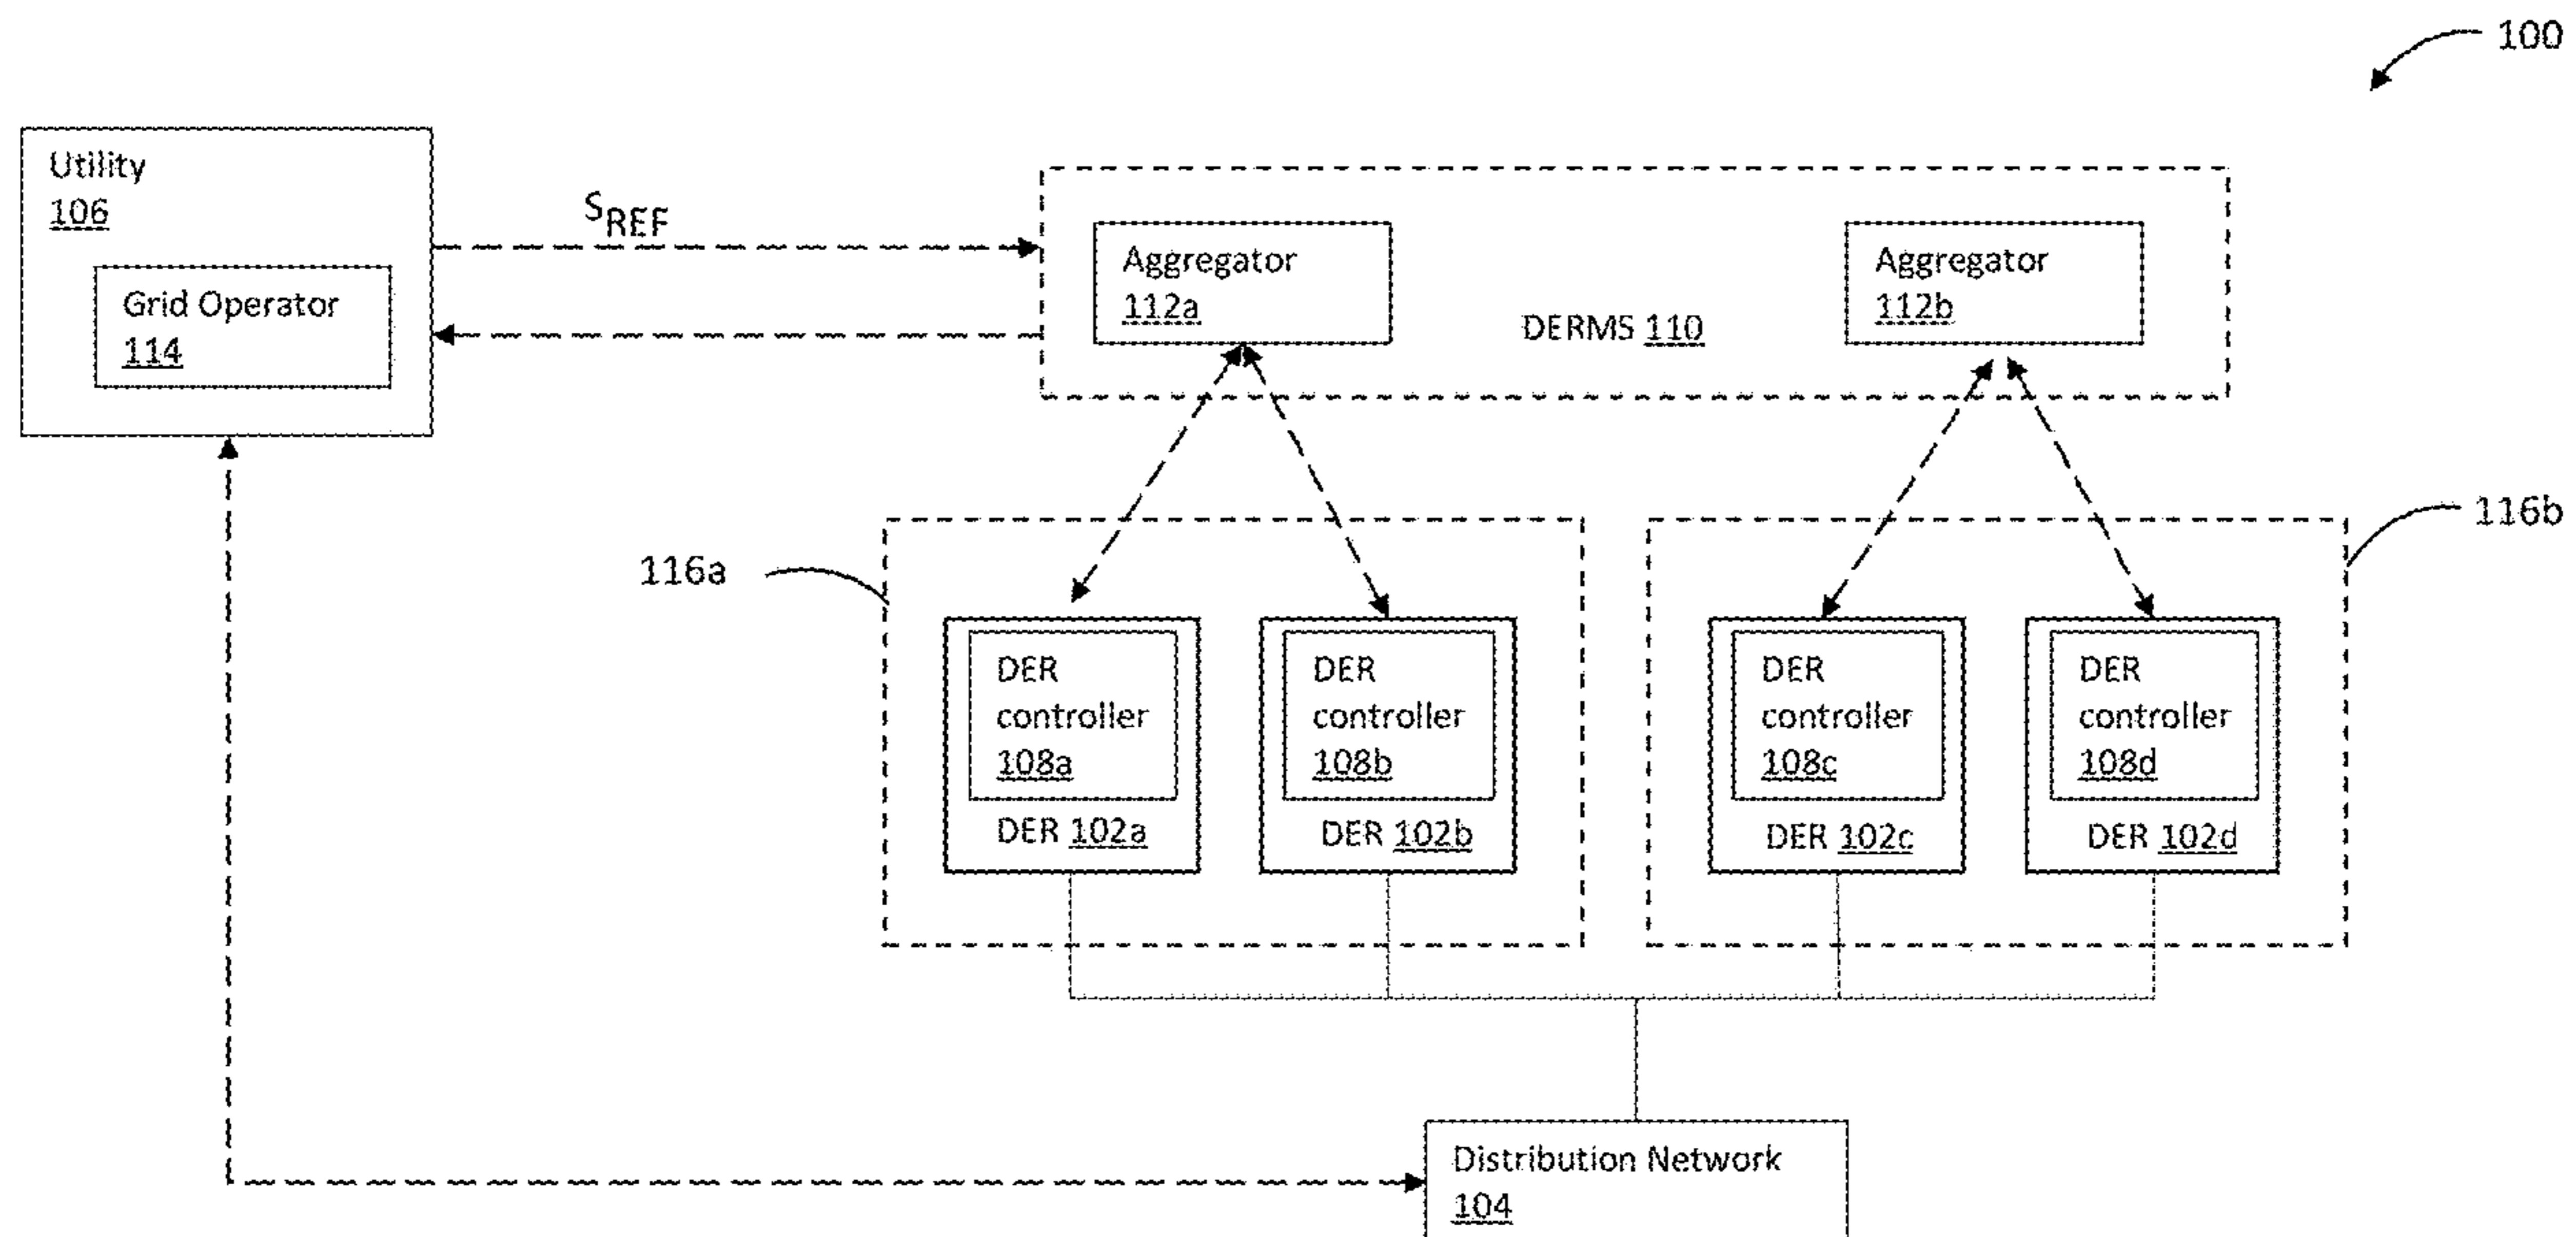 100
Utility
106
Grid Operator
114
SREF
Aggregator
112a
DERMS 110
Aggregator
112b
116a
116b
DER
controller
108a
DER 102a
DER
controller
108b
DER 102b
DER
controller
108c
DER 102c
DER
controller
108d
DER 102d
Distribution Network
104